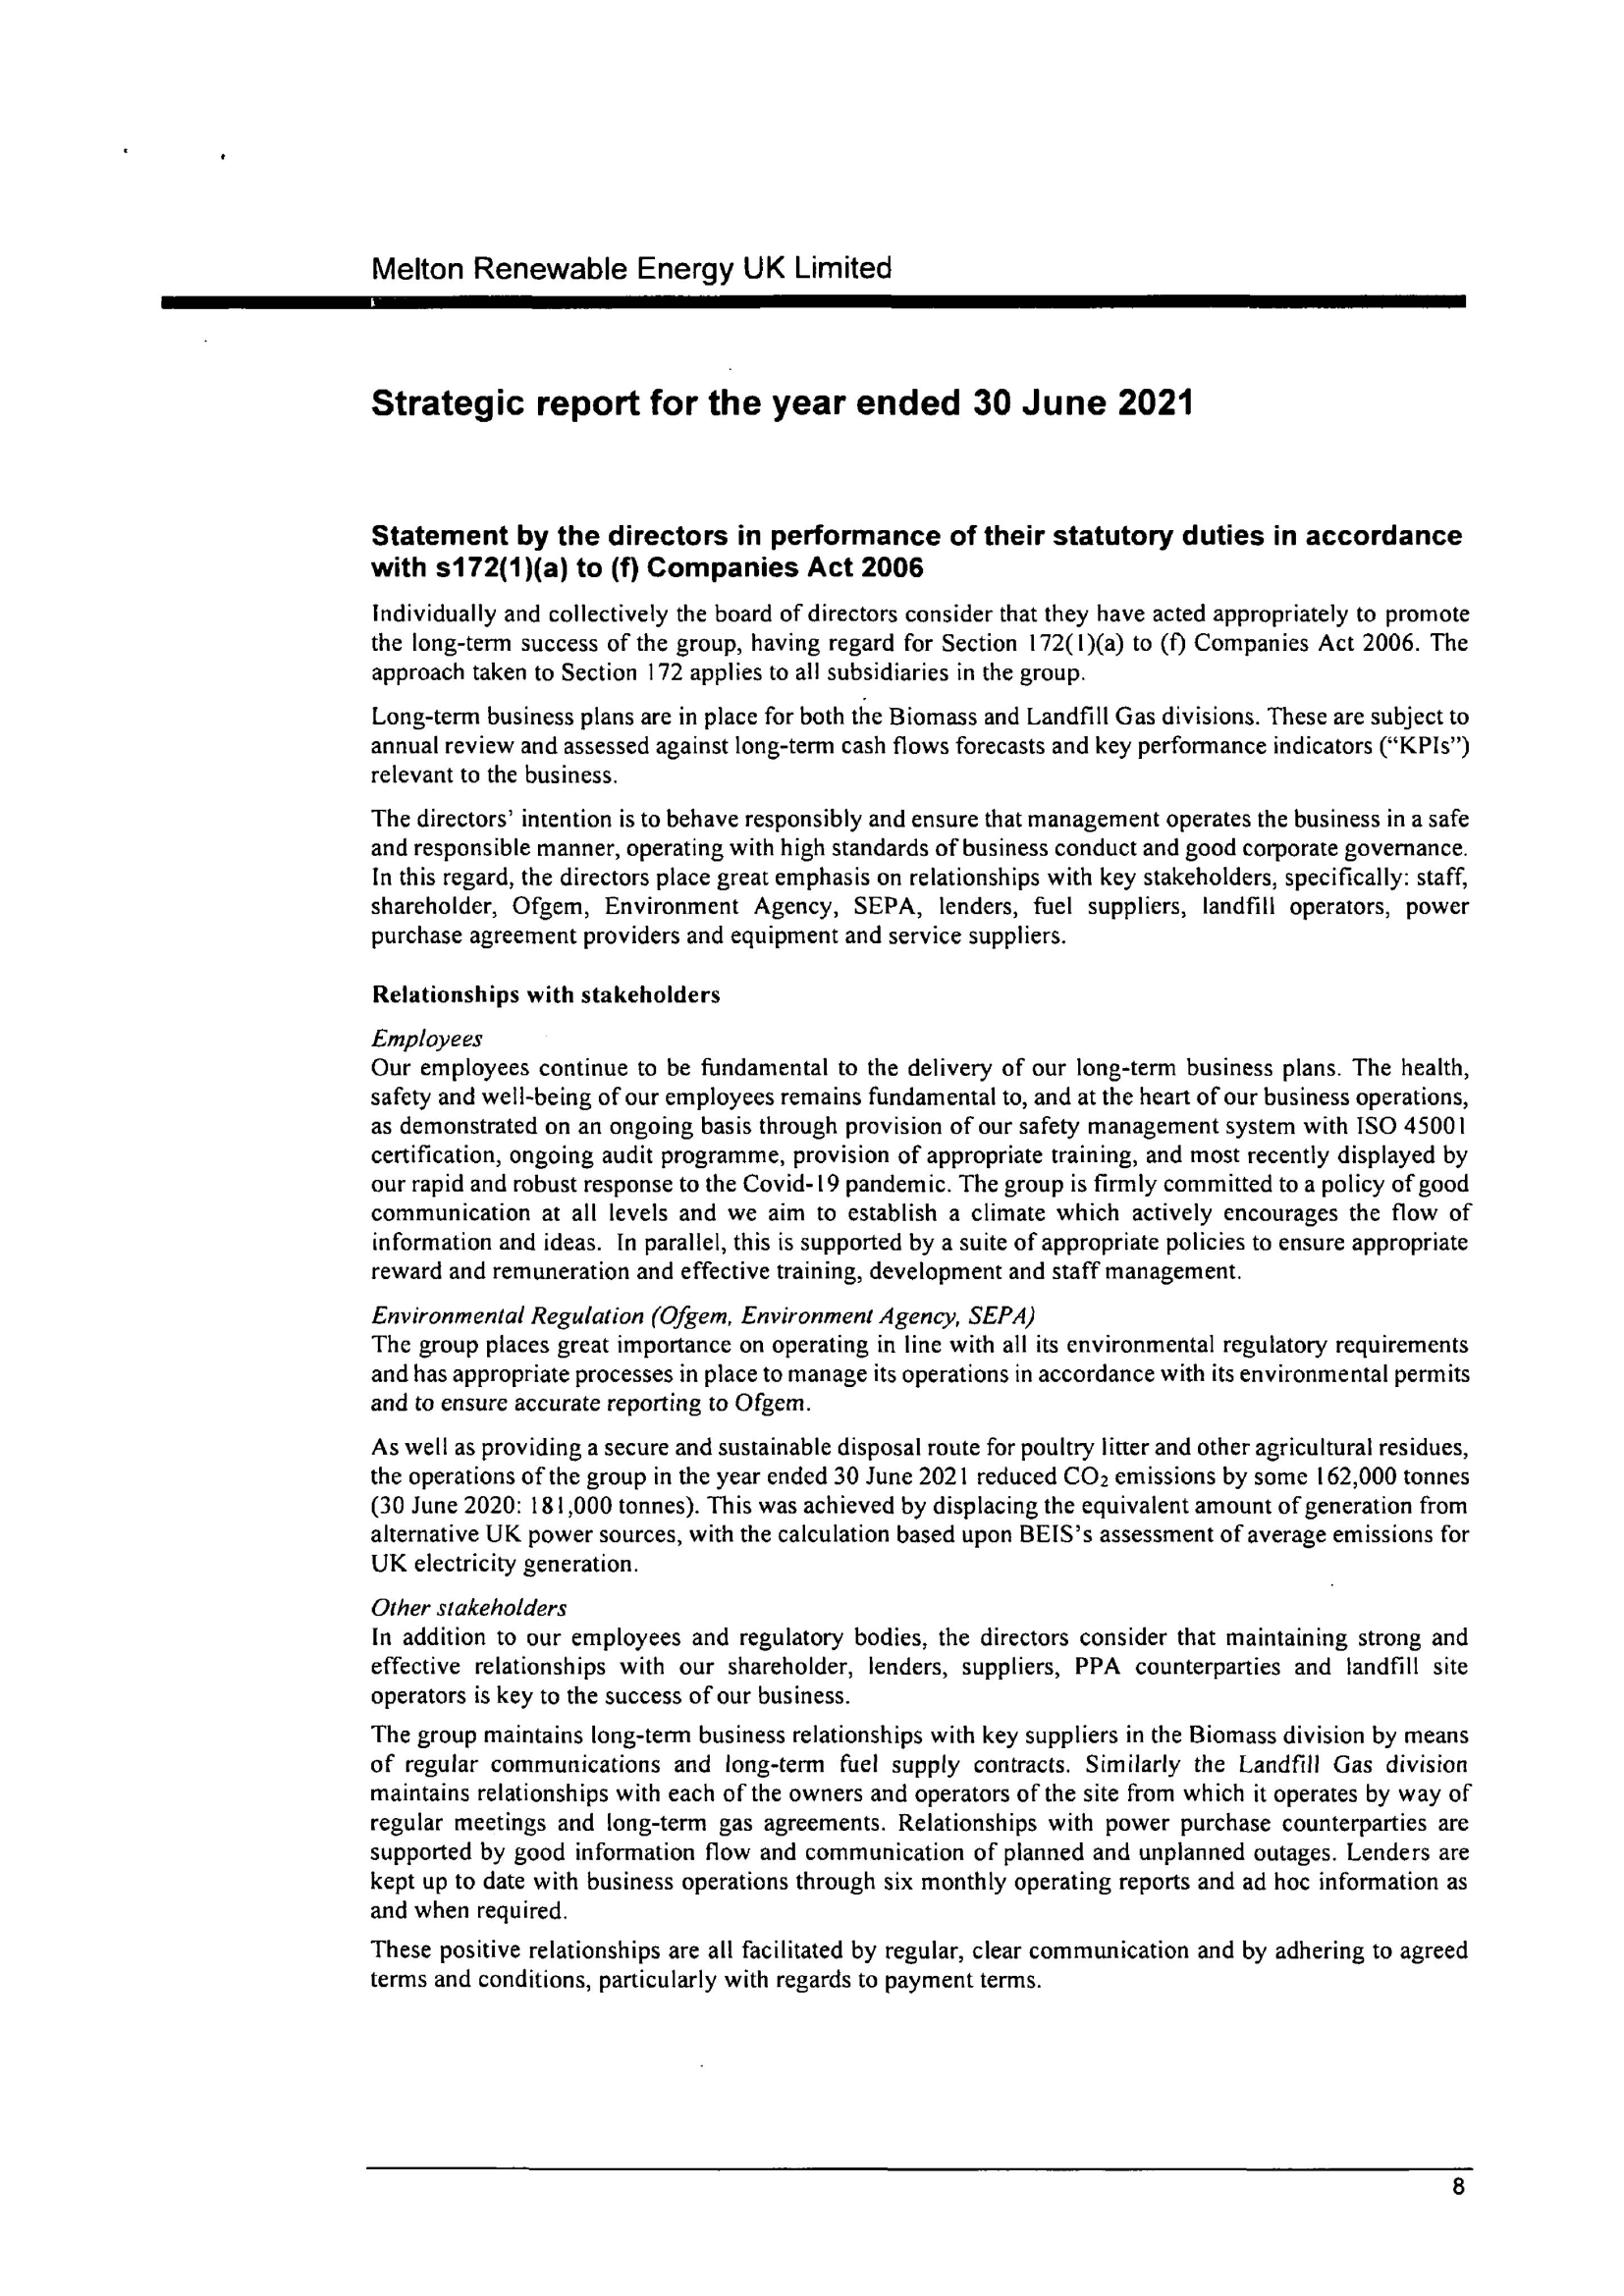 Melton Renewable Energy UK Limited
Strategic report for the year ended 30 June 2021
Statement by the directors in performance of their statutory duties in accordance
with s172(1)(a) to (f) Companies Act 2006
Individually and collectively the board of directors consider that they have acted appropriately to promote
the long-term success of the group, having regard for Section 172(1)(a) to (f) Companies Act 2006. The
approach taken to Section 172 applies to all subsidiaries in the group.
Long-term business plans are in place for both the Biomass and Landfill Gas divisions. These are subject to
annual review and assessed against long-term cash flows forecasts and key performance indicators (“KPIs”)
relevant to the business.
The directors’ intention is to behave responsibly and ensure that management operates the business in a safe
and responsible manner, operating with high standards of business conduct and good corporate governance.
In this regard, the directors place great emphasis on relationships with key stakeholders, specifically: staff,
shareholder, Ofgem, Environment Agency, SEPA, lenders, fuel suppliers, landfill operators, power
purchase agreement providers and equipment and service suppliers.
Relationships with stakeholders
Employees
Our employees continue to be fundamental to the delivery of our long-term business plans. The health,
safety and well-being of our employees remains fundamental to, and at the heart of our business operations,
as demonstrated on an ongoing basis through provision of our safety management system with ISO 45001
certification, ongoing audit programme, provision of appropriate training, and most recently displayed by
our rapid and robust response to the Covid-19 pandemic. The group is firmly committed to a policy of good
communication at all levels and we aim to establish a climate which actively encourages the flow of
information and ideas. In parallel, this is supported by a suite of appropriate policies to ensure appropriate
reward and remuneration and effective training, development and staff management.
Environmental Regulation (Ofgem, Environment Agency, SEPA)
The group places great importance on operating in line with all its environmental regulatory requirements
and has appropriate processes in place to manage its operations in accordance with its environmental permits
and to ensure accurate reporting to Ofgem.
As well as providing a secure and sustainable disposal route for poultry litter and other agricultural residues,
the operations of the group in the year ended 30 June 2021 reduced CO₂ emissions by some 162,000 tonnes
(30 June 2020: 181,000 tonnes). This was achieved by displacing the equivalent amount of generation from
alternative UK power sources, with the calculation based upon BEIS’s assessment of average emissions for
UK electricity generation.
Other stakeholders
In addition to our employees and regulatory bodies, the directors consider that maintaining strong and
effective relationships with our shareholder, lenders, suppliers, PPA counterparties and landfill site
operators is key to the success of our business.
The group maintains long-term business relationships with key suppliers in the Biomass division by means
of regular communications and long-term fuel supply contracts. Similarly the Landfill Gas division
maintains relationships with each of the owners and operators of the site from which it operates by way of
regular meetings and long-term gas agreements. Relationships with power purchase counterparties are
supported by good information flow and communication of planned and unplanned outages. Lenders are
kept up to date with business operations through six monthly operating reports and ad hoc information as
and when required.
These positive relationships are all facilitated by regular, clear communication and by adhering to agreed
terms and conditions, particularly with regards to payment terms.
8